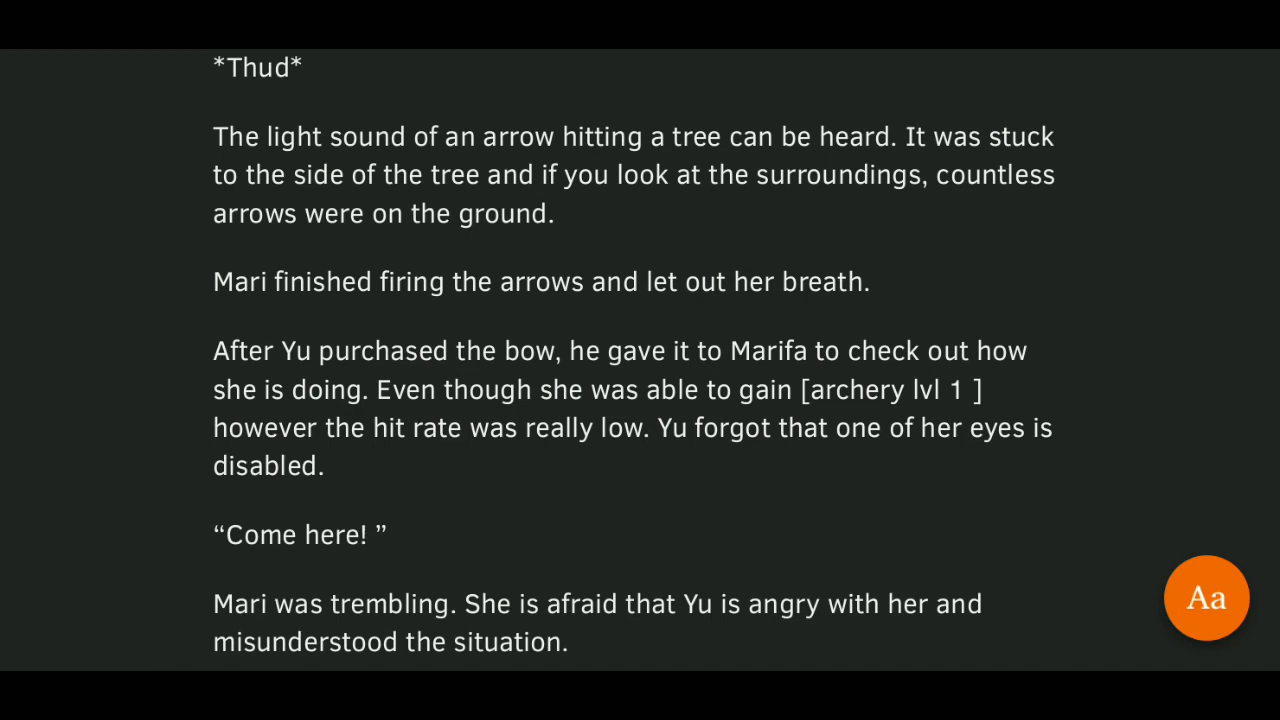 *Thud*
The light sound of an arrow hitting a tree can be heard. It was stuck
to the side of the tree and if you look at the surroundings, countless
arrows were on the ground.
Mari finished firing the arrows and let out her breath.
After Yu purchased the bow, he gave it to Marifa to check out how
she is doing. Even though she was able to gain [archery lvl 1 ]
however the hit rate was really low. Yu forgot that one of her eyes is
disabled.
“Come here! ”
Mari was trembling. She is afraid that Yu is angry with her and
misunderstood the situation.
Aa